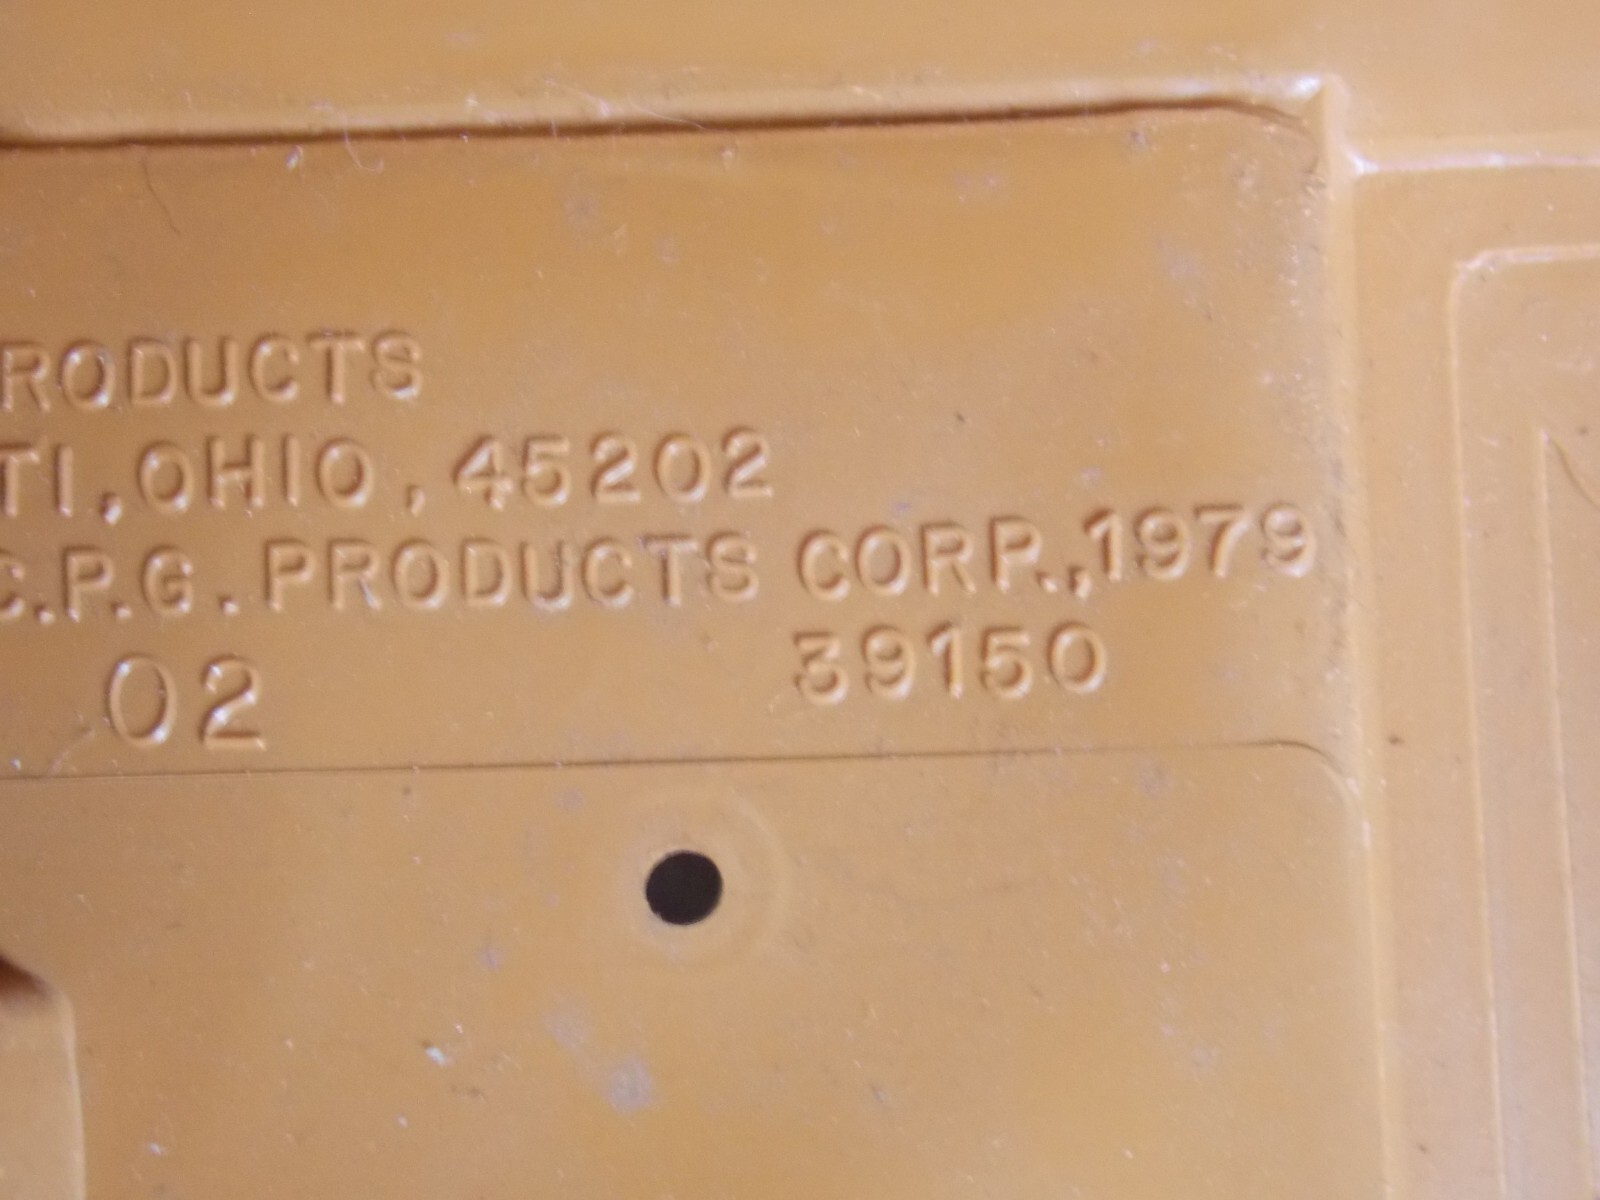 RODUCTS
TI, OHIO, 45202
C.P.G. PRODUCTS CORP., 1979
02 39150